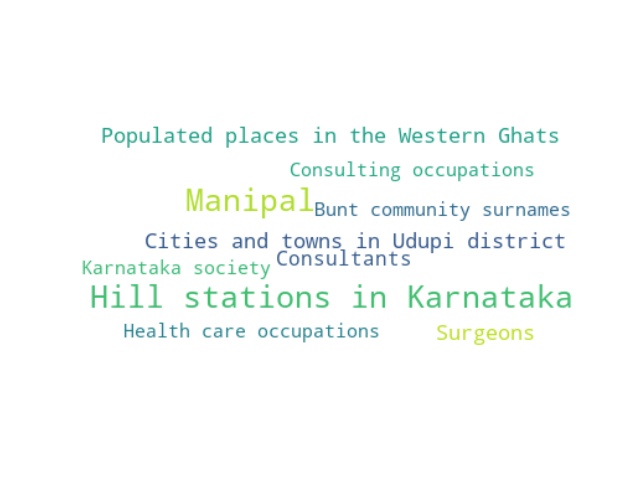 Populated places in the Western Ghats
Consulting occupations
Manipal
Bunt community surnames
Cities and towns in Udupi district
Consultants
Karnataka society
Hill stations in Karnataka
Health care occupations
Surgeons